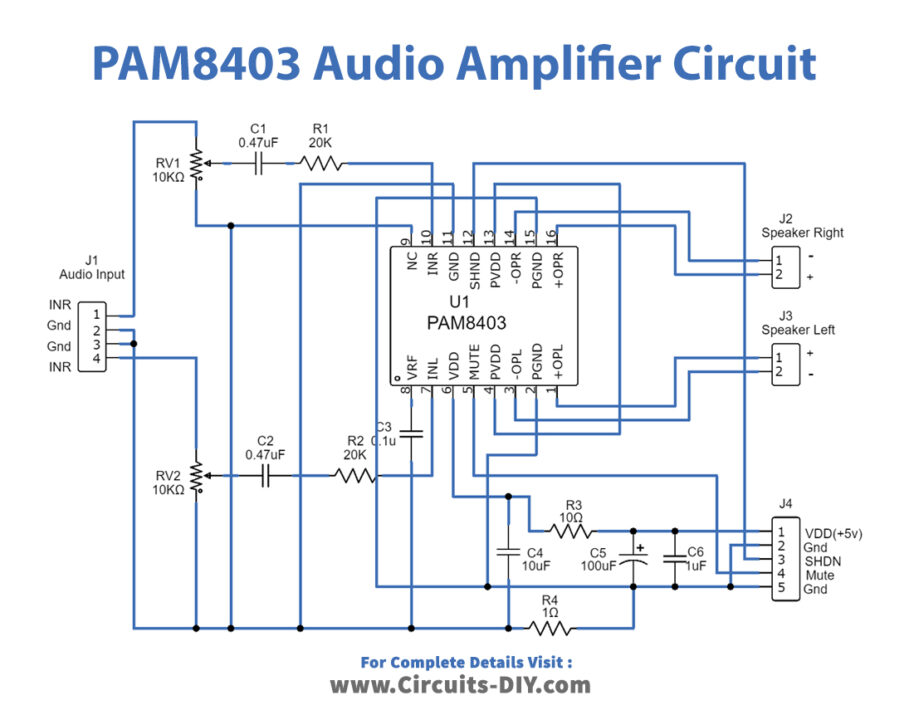 PAM8403 Audio Amplifier Circuit
C1
0.47uF
R1
20K
RV1
10KΩ
J1
Audio Input
INR
Gnd
Gnd
INR
1
2
3
4
9
10
11
12
13
14
15
16
NC
INR
GND
SHND
PVDD
-OPR
PGND
+OPR
U1
PAM8403
VRF
INL
VDD
MUTE
PVDD
-OPL
PGND
+OPL
8
7
6
5
4
3
2
1
J2
Speaker Right
1 -
2 +
J3
Speaker Left
1 +
2 -
C3
0.1u
C2
0.47uF
R2
20K
RV2
10KΩ
R3
10Ω
C4
10uF
C5
100uF
+
C6
1uF
R4
1Ω
J4
1 VDD(+5v)
2 Gnd
3 SHDN
4 Mute
5 Gnd
For Complete Details Visit :
www.Circuits-DIY.com